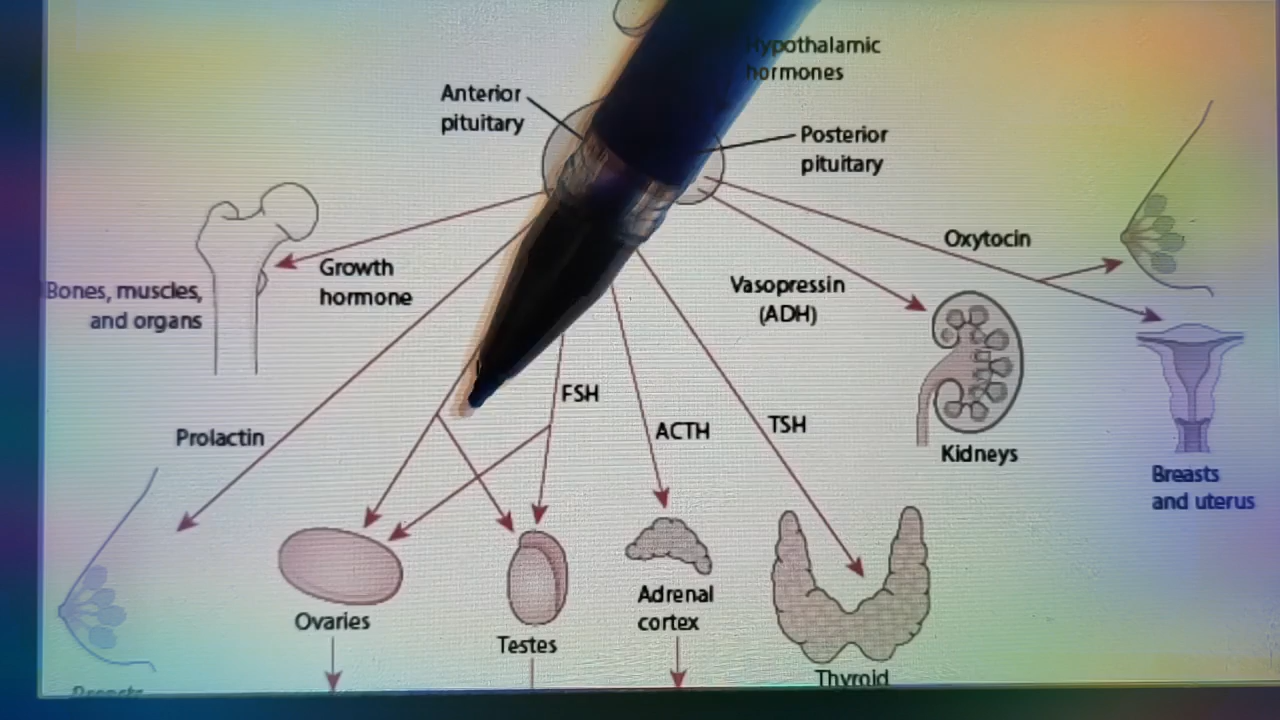 Hypothalamic
hormones
Anterior
pituitary
Posterior
pituitary
Growth
hormone
Bones, muscles,
and organs
Oxytocin
Vasopressin
(ADH)
Prolactin
FSH
ACTH
TSH
Kidneys
Breasts
and uterus
Ovaries
Testes
Adrenal
cortex
Thyroid